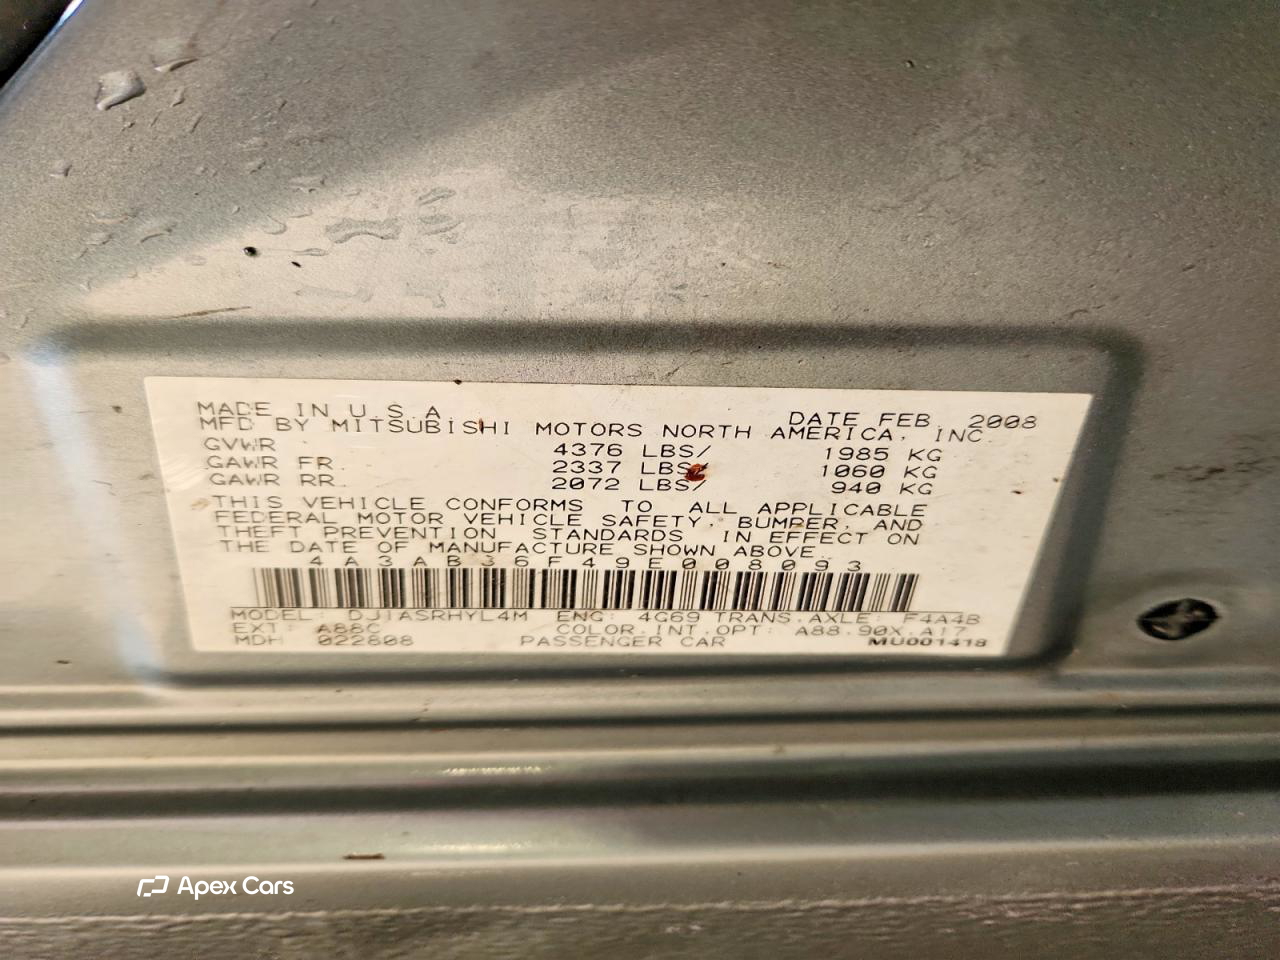 MADE IN U.S.A. DATE FEB, 2008
MFD BY MITSUBISHI MOTORS NORTH AMERICA, INC.
GVWR 4376 LBS/ 1985 KG
GAWR FR. 2337 LBS/ 1060 KG
GAWR RR. 2072 LBS/ 940 KG
THIS VEHICLE CONFORMS TO ALL APPLICABLE
FEDERAL MOTOR VEHICLE SAFETY, BUMPER, AND
THEFT PREVENTION STANDARDS IN EFFECT ON
THE DATE OF MANUFACTURE SHOWN ABOVE.
4A3AB36F49E008093
MODEL: DJ1ASRHYL4M ENG: 4G69 TRANS,AXLE: F4A4B
EXT: A88C COLOR,INT,OPT: A88,90X,A17
MDH 022808 PASSENGER CAR MU001418
Apex Cars